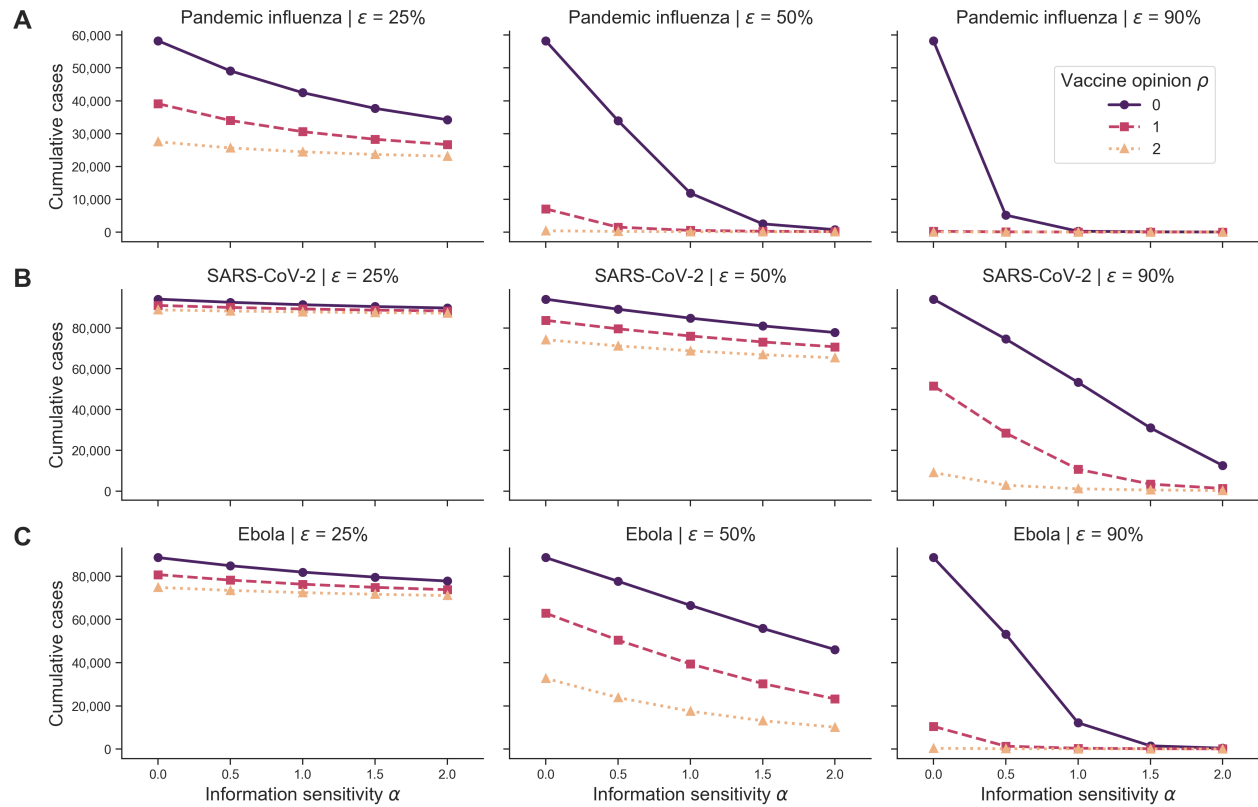 A
Pandemic influenza | ε = 25%
Pandemic influenza | ε = 50%
Pandemic influenza | ε = 90%
Cumulative cases
60,000
50,000
40,000
30,000
20,000
10,000
0
Vaccine opinion ρ
0
1
2
B
SARS-CoV-2 | ε = 25%
SARS-CoV-2 | ε = 50%
SARS-CoV-2 | ε = 90%
Cumulative cases
80,000
60,000
40,000
20,000
0
C
Ebola | ε = 25%
Ebola | ε = 50%
Ebola | ε = 90%
Cumulative cases
80,000
60,000
40,000
20,000
0
0.0 0.5 1.0 1.5 2.0
0.0 0.5 1.0 1.5 2.0
0.0 0.5 1.0 1.5 2.0
Information sensitivity α
Information sensitivity α
Information sensitivity α